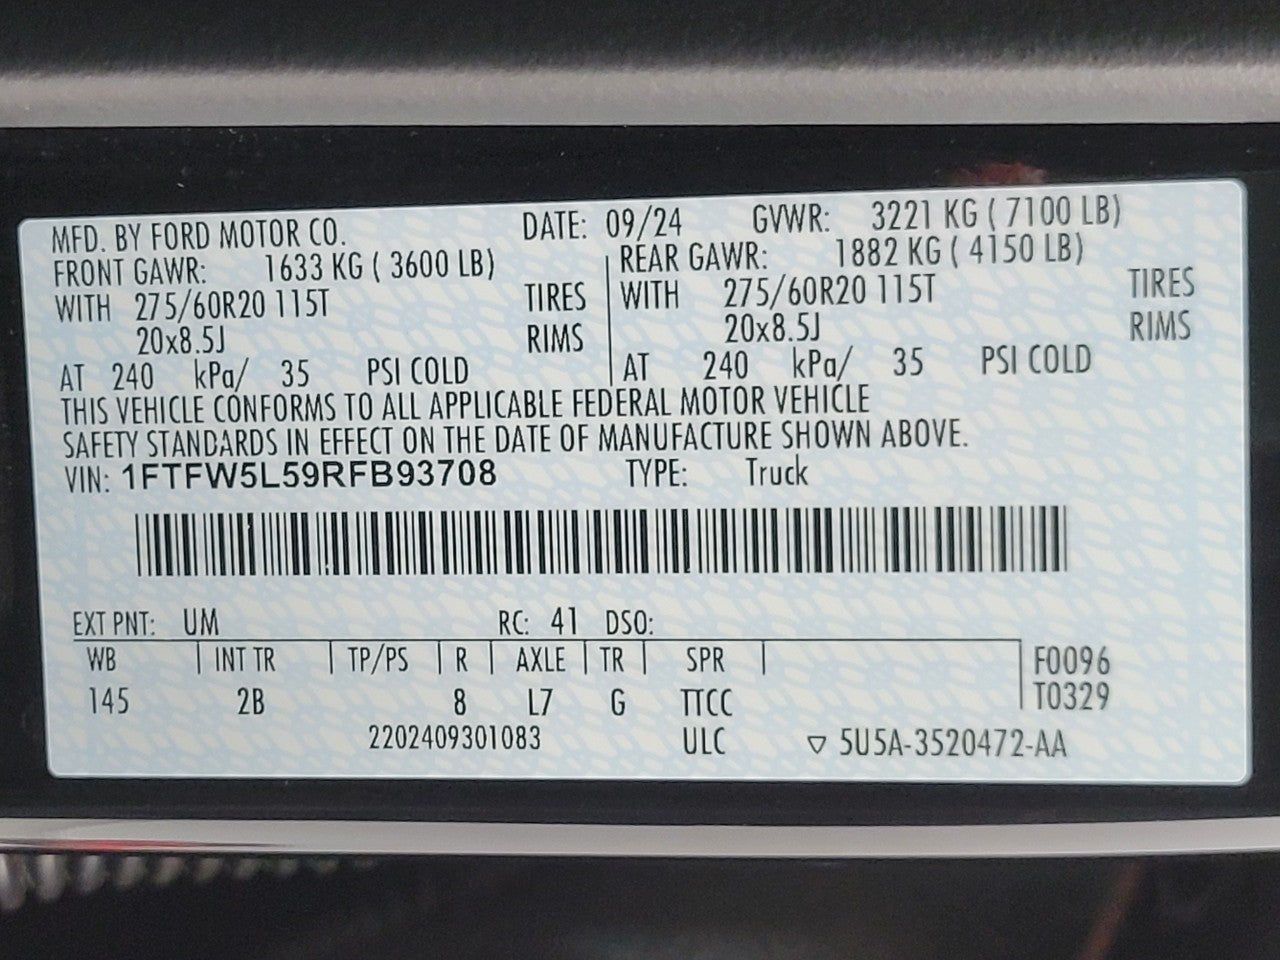 MFD. BY FORD MOTOR CO. DATE: 09/24 GVWR: 3221 KG ( 7100 LB)
FRONT GAWR: 1633 KG ( 3600 LB) REAR GAWR: 1882 KG ( 4150 LB)
WITH 275/60R20 115T TIRES WITH 275/60R20 115T TIRES
20x8.5J RIMS 20x8.5J RIMS
AT 240 kPa/ 35 PSI COLD AT 240 kPa/ 35 PSI COLD
THIS VEHICLE CONFORMS TO ALL APPLICABLE FEDERAL MOTOR VEHICLE
SAFETY STANDARDS IN EFFECT ON THE DATE OF MANUFACTURE SHOWN ABOVE.
VIN: 1FTFW5L59RFB93708 TYPE: Truck
EXT PNT: UM RC: 41 DSO:
WB INT TR TP/PS R AXLE TR SPR F0096
145 2B 8 L7 G TTCC T0329
2202409301083 ULC ▽ 5U5A-3520472-AA